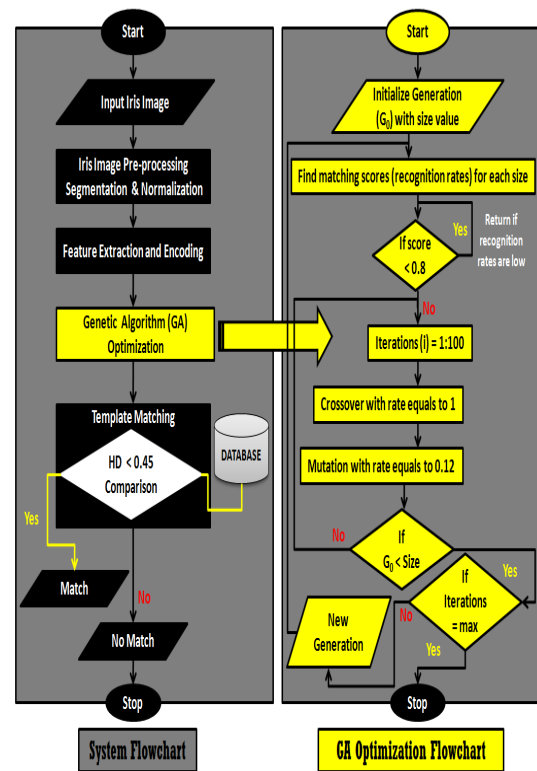 Start
Input Iris Image
Iris Image Pre-processing
Segmentation & Normalization
Feature Extraction and Encoding
Genetic Algorithm (GA)
Optimization
Template Matching
HD < 0.45
Comparison
DATABASE
Yes
Match
No
No Match
Stop
System Flowchart
Start
Initialize Generation
(G₀) with size value
Find matching scores (recognition rates) for each size
Yes
Return if
recognition
rates are low
If score
< 0.8
No
Iterations (i) = 1:100
Crossover with rate equals to 1
Mutation with rate equals to 0.12
No
If
G₀ < Size
Yes
If
Iterations
= max
No
New
Generation
Yes
Stop
GA Optimization Flowchart